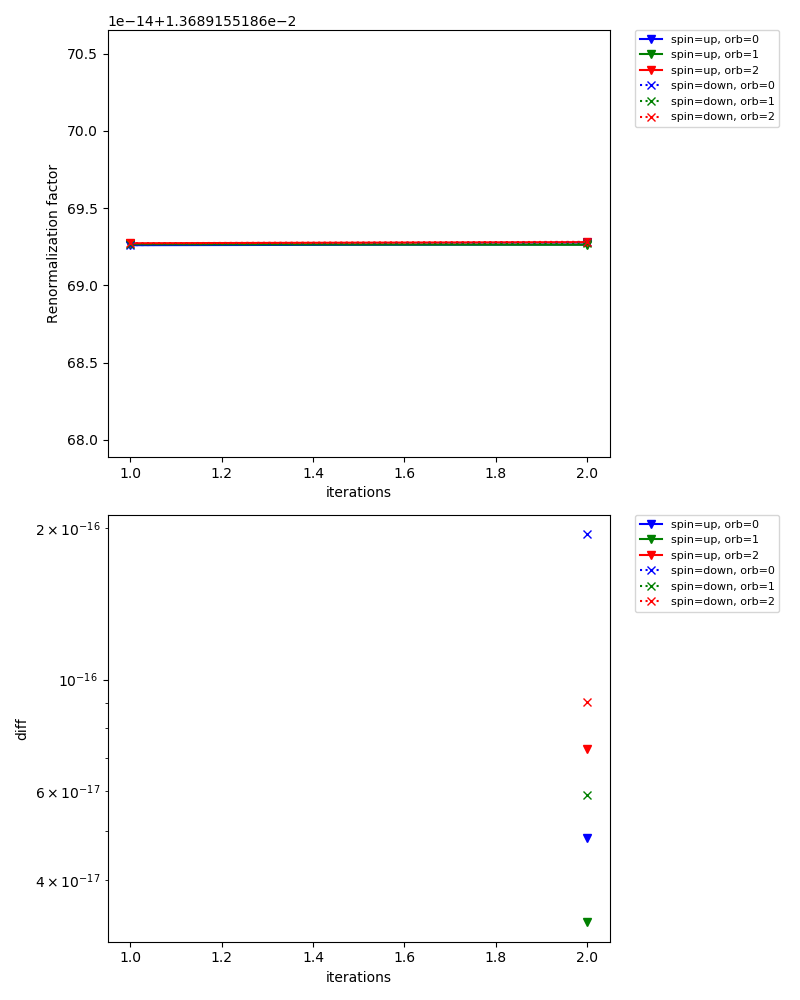 1e−14+1.3689155186e−2
70.5
70.0
69.5
69.0
68.5
68.0
Renormalization factor
1.0 1.2 1.4 1.6 1.8 2.0
iterations
spin=up, orb=0
spin=up, orb=1
spin=up, orb=2
spin=down, orb=0
spin=down, orb=1
spin=down, orb=2
2 × 10⁻¹⁶
10⁻¹⁶
6 × 10⁻¹⁷
4 × 10⁻¹⁷
diff
1.0 1.2 1.4 1.6 1.8 2.0
iterations
spin=up, orb=0
spin=up, orb=1
spin=up, orb=2
spin=down, orb=0
spin=down, orb=1
spin=down, orb=2